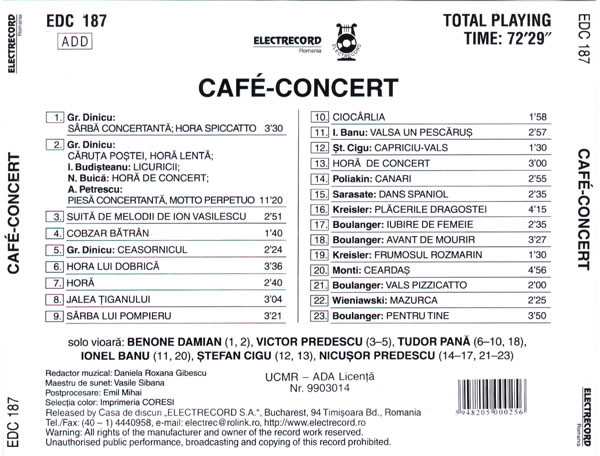 ELECTRECORD
Romania
EDC 187
EDC 187
ADD
ELECTRECORD
Romania
ELECTRECORD
TOTAL PLAYING
TIME: 72'29"
EDC 187
CAFÉ-CONCERT
1. Gr. Dinicu:
SÂRBĂ CONCERTANTĂ; HORA SPICCATTO 3'30
2. Gr. Dinicu:
CĂRUȚA POȘTEI, HORĂ LENTĂ;
I. Budișteanu: LICURICII;
N. Buică: HORĂ DE CONCERT;
A. Petrescu:
PIESĂ CONCERTANTĂ, MOTTO PERPETUO 11'20
3. SUITĂ DE MELODII DE ION VASILESCU 2'51
4. COBZAR BĂTRÂN 1'40
5. Gr. Dinicu: CEASORNICUL 2'24
6. HORA LUI DOBRICĂ 3'36
7. HORĂ 2'40
8. JALEA ȚIGANULUI 3'04
9. SÂRBA LUI POMPIERU 3'21
10. CIOCÂRLIA 1'58
11. I. Banu: VALSA UN PESCĂRUȘ 2'57
12. Șt. Cigu: CAPRICIU-VALS 1'30
13. HORĂ DE CONCERT 3'00
14. Poliakin: CANARI 2'55
15. Sarasate: DANS SPANIOL 2'35
16. Kreisler: PLĂCERILE DRAGOSTEI 4'15
17. Boulanger: IUBIRE DE FEMEIE 2'35
18. Boulanger: AVANT DE MOURIR 3'27
19. Kreisler: FRUMOSUL ROZMARIN 1'30
20. Monti: CEARDAȘ 4'56
21. Boulanger: VALS PIZZICATTO 2'00
22. Wieniawski: MAZURCA 2'25
23. Boulanger: PENTRU TINE 3'50
CAFÉ-CONCERT
CAFÉ-CONCERT
solo vioară: BENONE DAMIAN (1, 2), VICTOR PREDESCU (3–5), TUDOR PANĂ (6–10, 18),
IONEL BANU (11, 20), ȘTEFAN CIGU (12, 13), NICUȘOR PREDESCU (14–17, 21–23)
Redactor muzical: Daniela Roxana Gibescu
Maestru de sunet: Vasile Sibana
Postprocesare: Emil Mihai
Selecția color: Imprimeria CORESI
UCMR - ADA Licență
Nr. 9903014
Released by Casa de discuri „ELECTRECORD S.A.", Bucharest, 94 Timișoara Bd., Romania
Tel./Fax: (40 – 1) 4440958, e-mail: electrec@rolink.ro, http://www.electrecord.ro
Warning: All rights of the manufacturer and owner of the record work reserved.
Unauthorised public performance, broadcasting and copying of this record prohibited.
5 948205 000256
EDC 187
ELECTRECORD
Romania